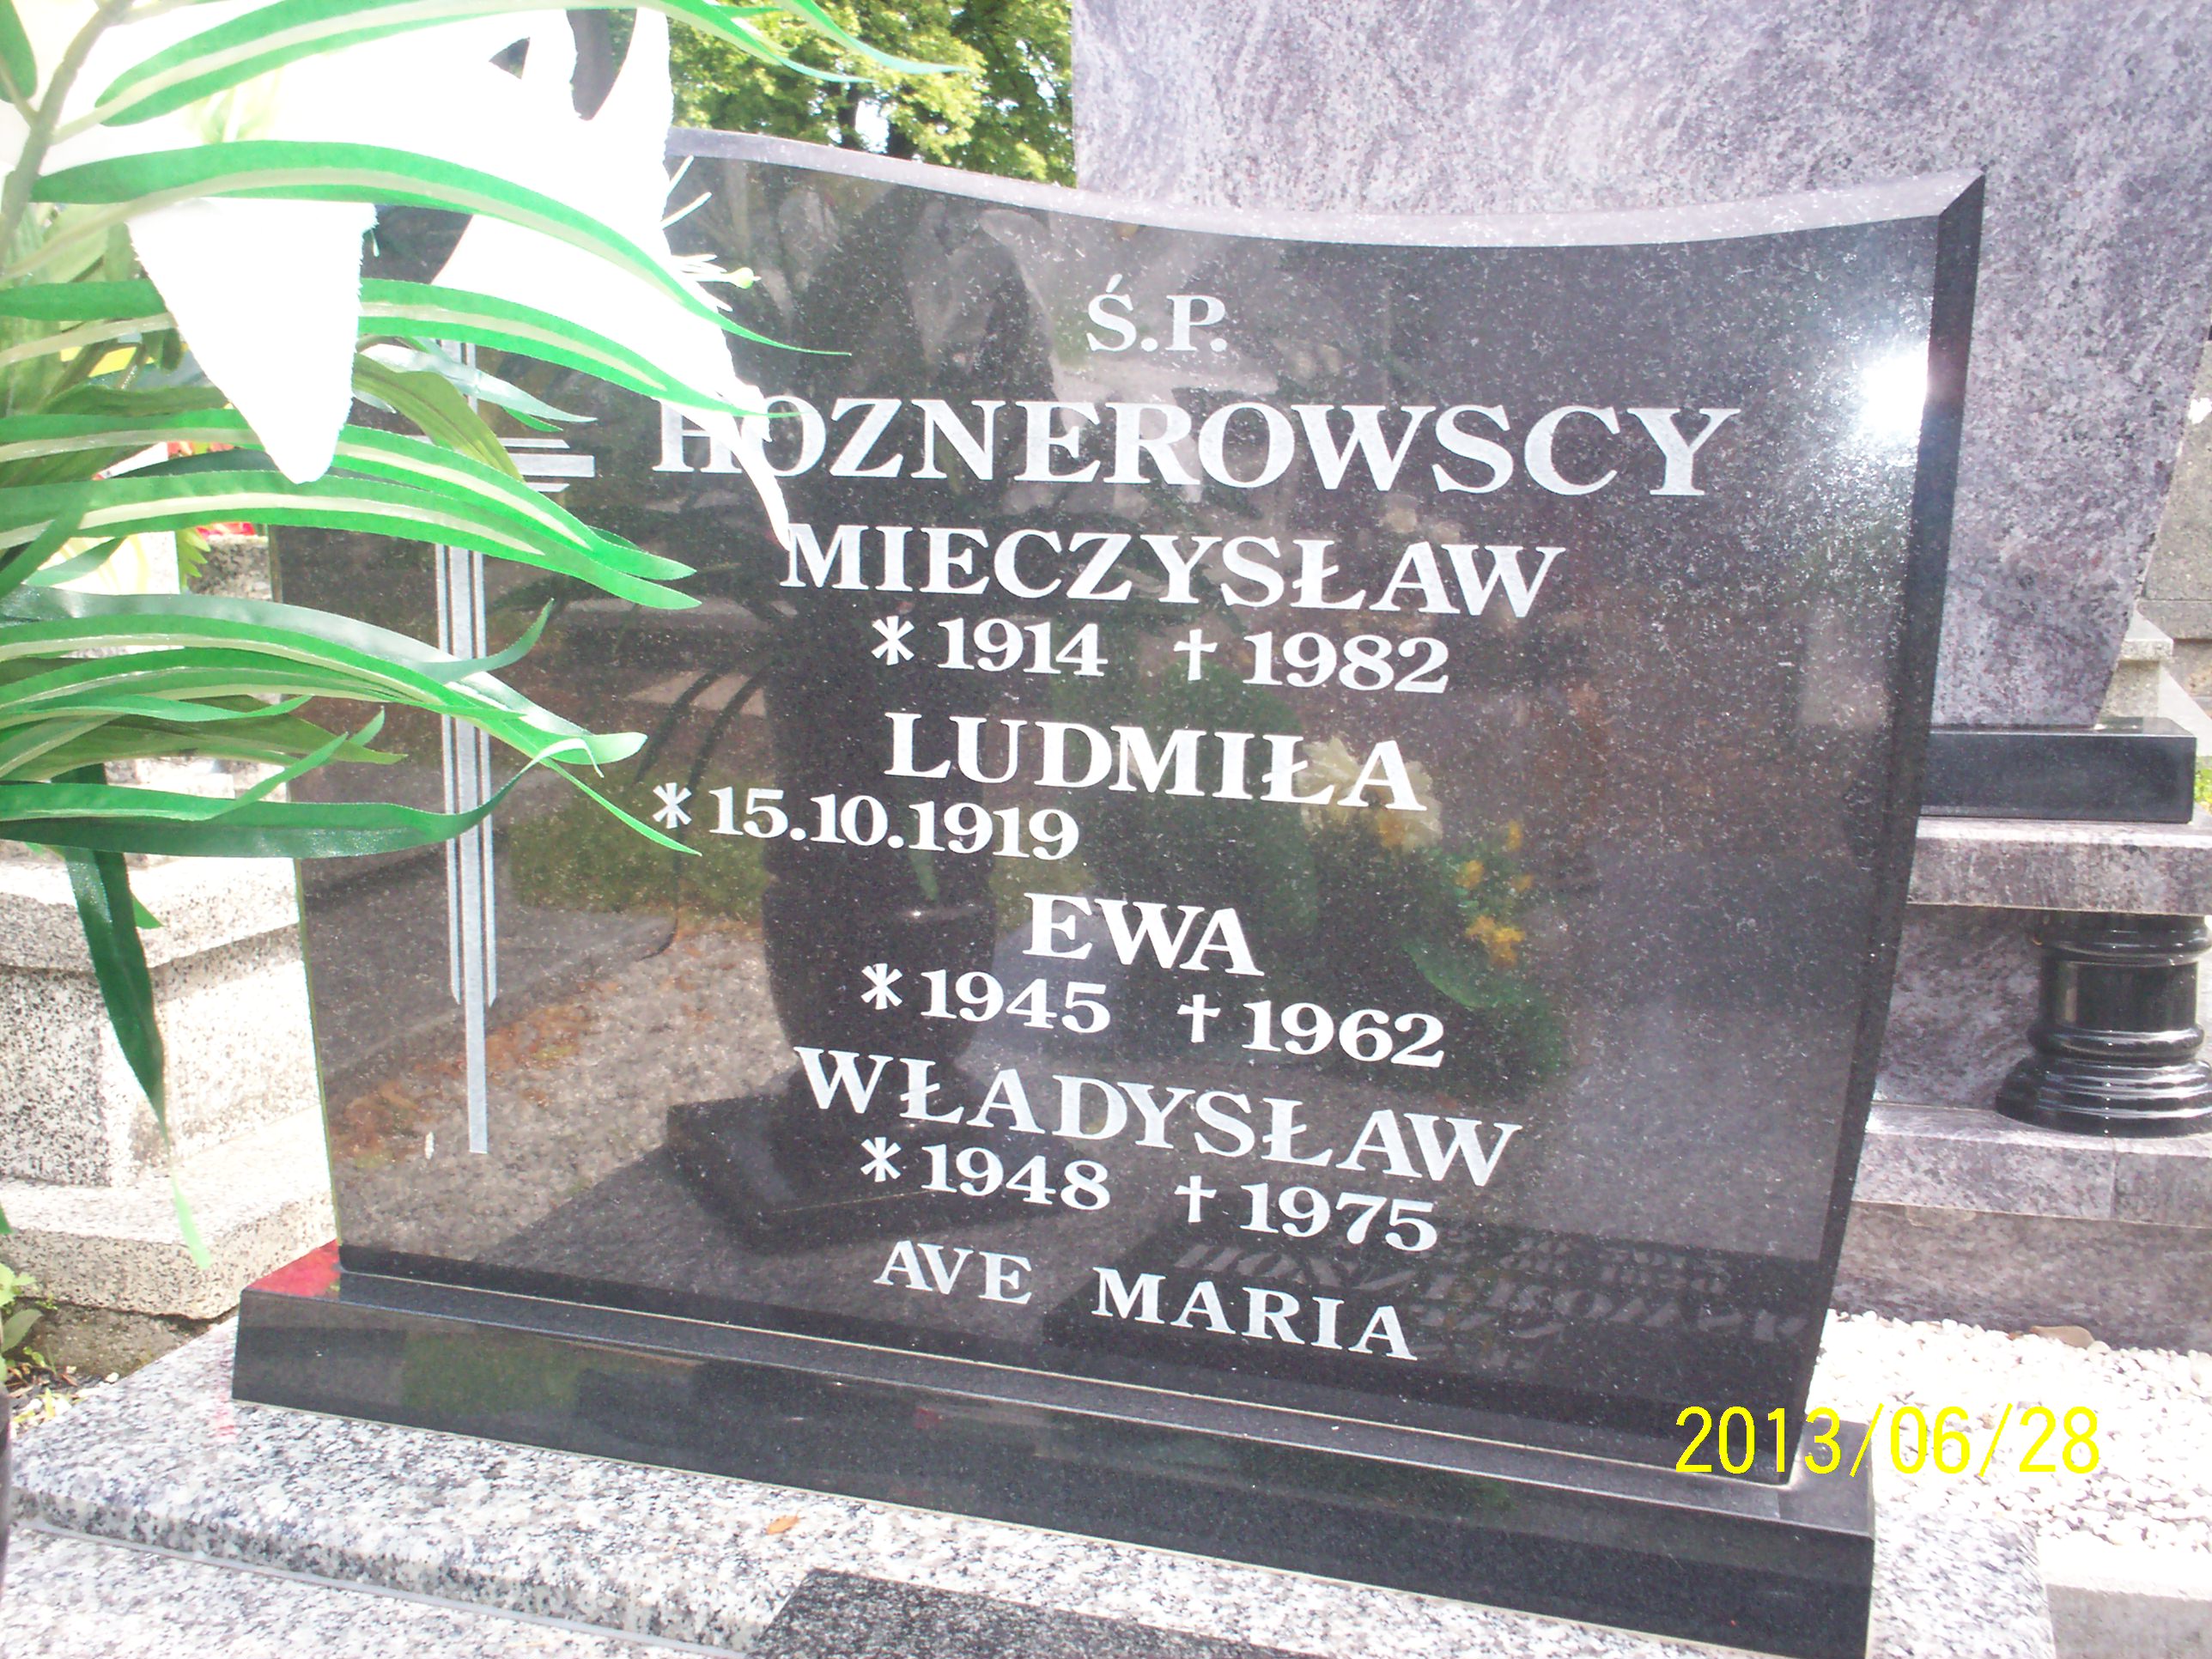 Ś.P.
HOZNEROWSCY
MIECZYSŁAW
* 1914 † 1982
LUDMIŁA
* 15.10.1919
EWA
* 1945 † 1962
WŁADYSŁAW
* 1948 † 1975
AVE MARIA
2013/06/28